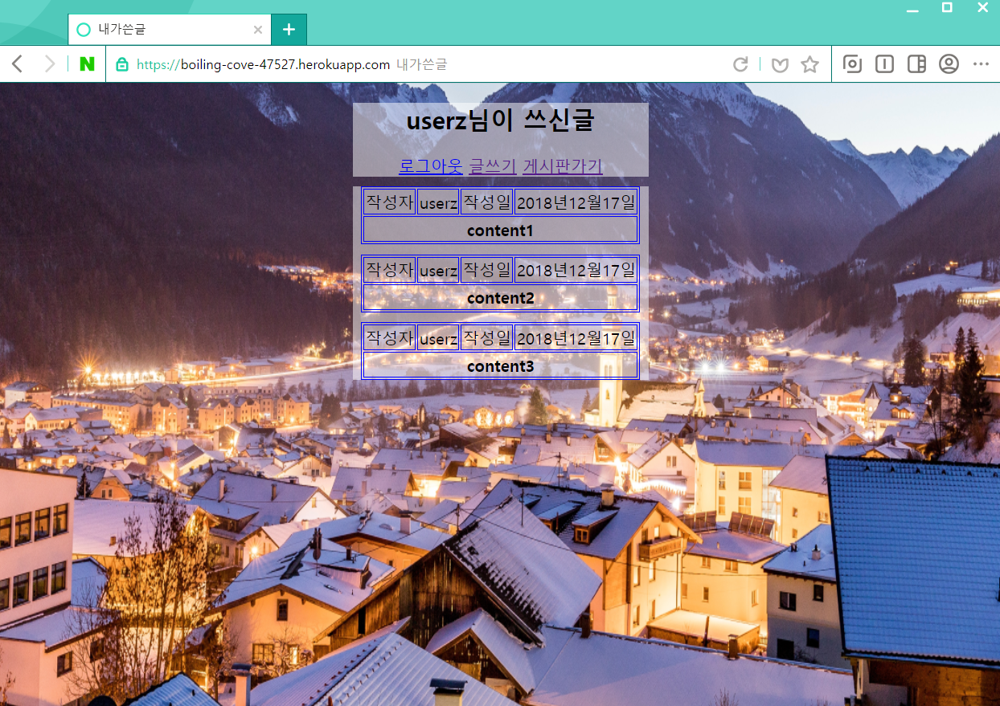 내가쓴글
N https://boiling-cove-47527.herokuapp.com 내가쓴글
userz님이 쓰신글
로그아웃 글쓰기 게시판가기
작성자 userz 작성일 2018년12월17일
content1
작성자 userz 작성일 2018년12월17일
content2
작성자 userz 작성일 2018년12월17일
content3